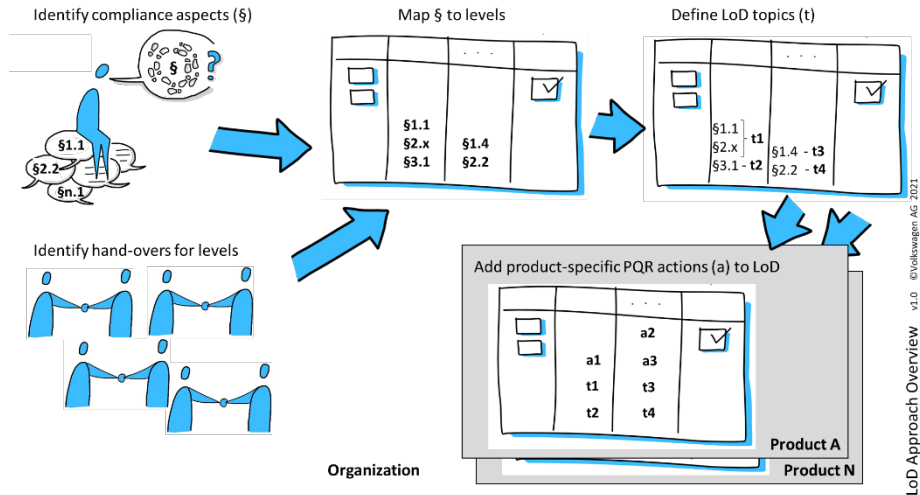 Identify compliance aspects (§)
§
?
§1.1
§2.2
§n.1
Map § to levels
. . .
§1.1
§2.x
§3.1
§1.4
§2.2
Define LoD topics (t)
. . .
§1.1
§2.x
t1
§3.1 - t2
§1.4 - t3
§2.2 - t4
Identify hand-overs for levels
Add product-specific PQR actions (a) to LoD
. . .
a1
t1
t2
a2
a3
t3
t4
Product A
Product N
Organization
LoD Approach Overview v1.0 ©Volkswagen AG 2021